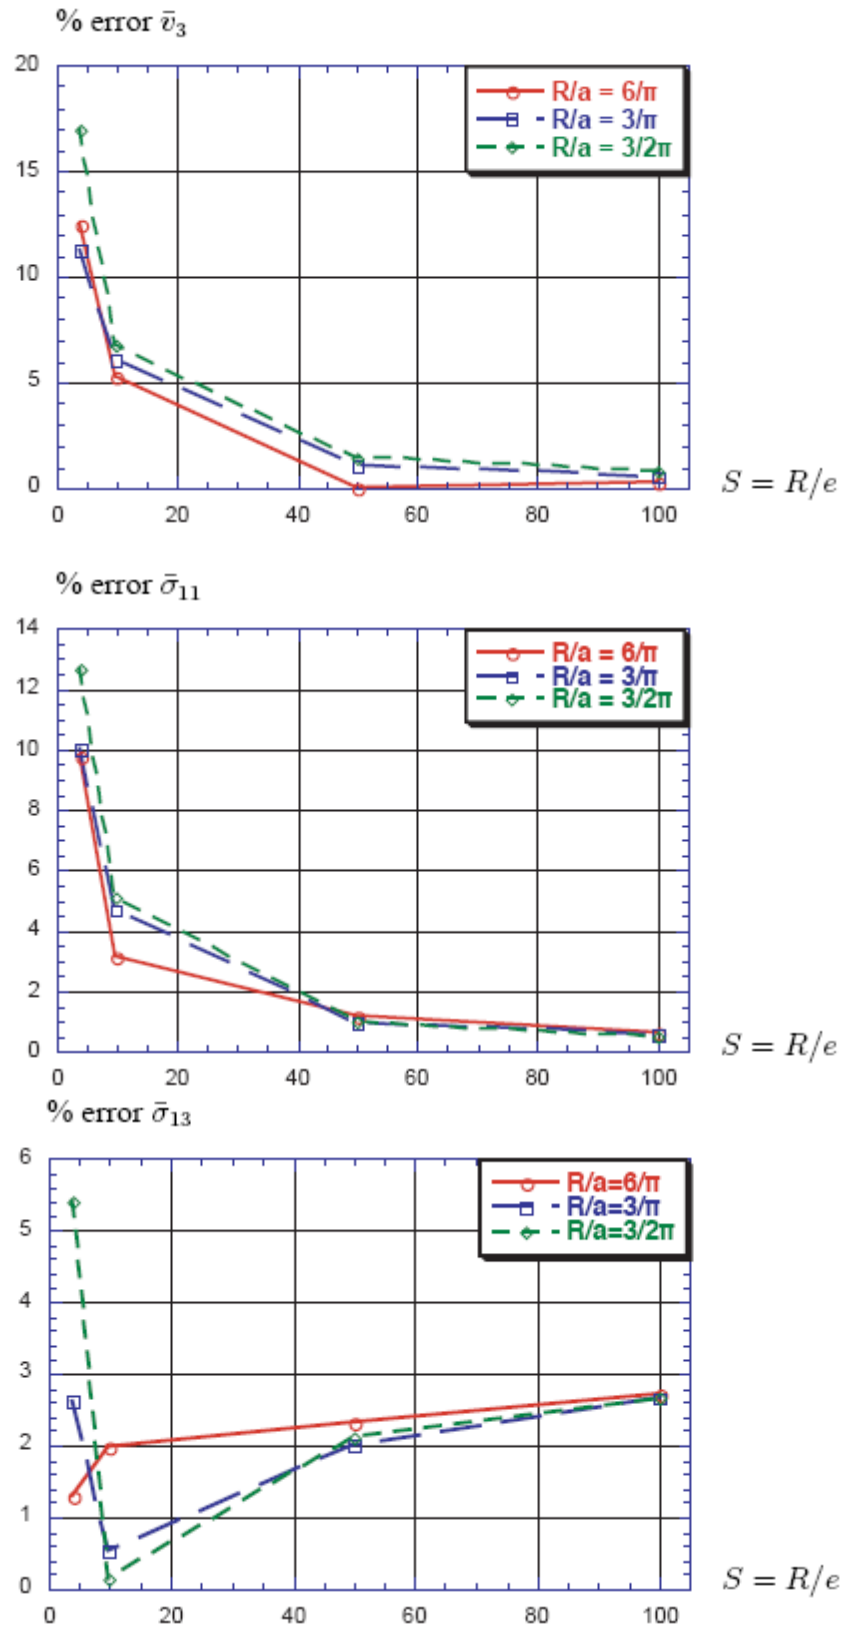 % error v̄₃
20
15
10
5
0
0 20 40 60 80 100
R/a = 6/π
R/a = 3/π
R/a = 3/2π
S = R/e
% error σ̄₁₁
14
12
10
8
6
4
2
0
0 20 40 60 80 100
R/a = 6/π
R/a = 3/π
R/a = 3/2π
S = R/e
% error σ̄₁₃
6
5
4
3
2
1
0
0 20 40 60 80 100
R/a=6/π
R/a=3/π
R/a=3/2π
S = R/e